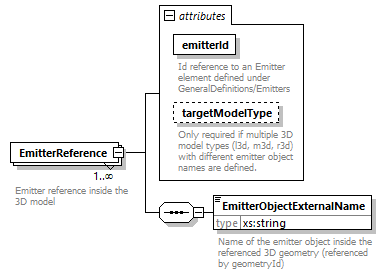 attributes
emitterId
Id reference to an Emitter
element defined under
GeneralDefinitions/Emitters
targetModelType
Only required if multiple 3D
model types (l3d, m3d, r3d)
with different emitter object
names are defined.
EmitterReference
1..∞
Emitter reference inside the
3D model
EmitterObjectExternalName
type xs:string
Name of the emitter object inside the
referenced 3D geometry (referenced
by geometryId)